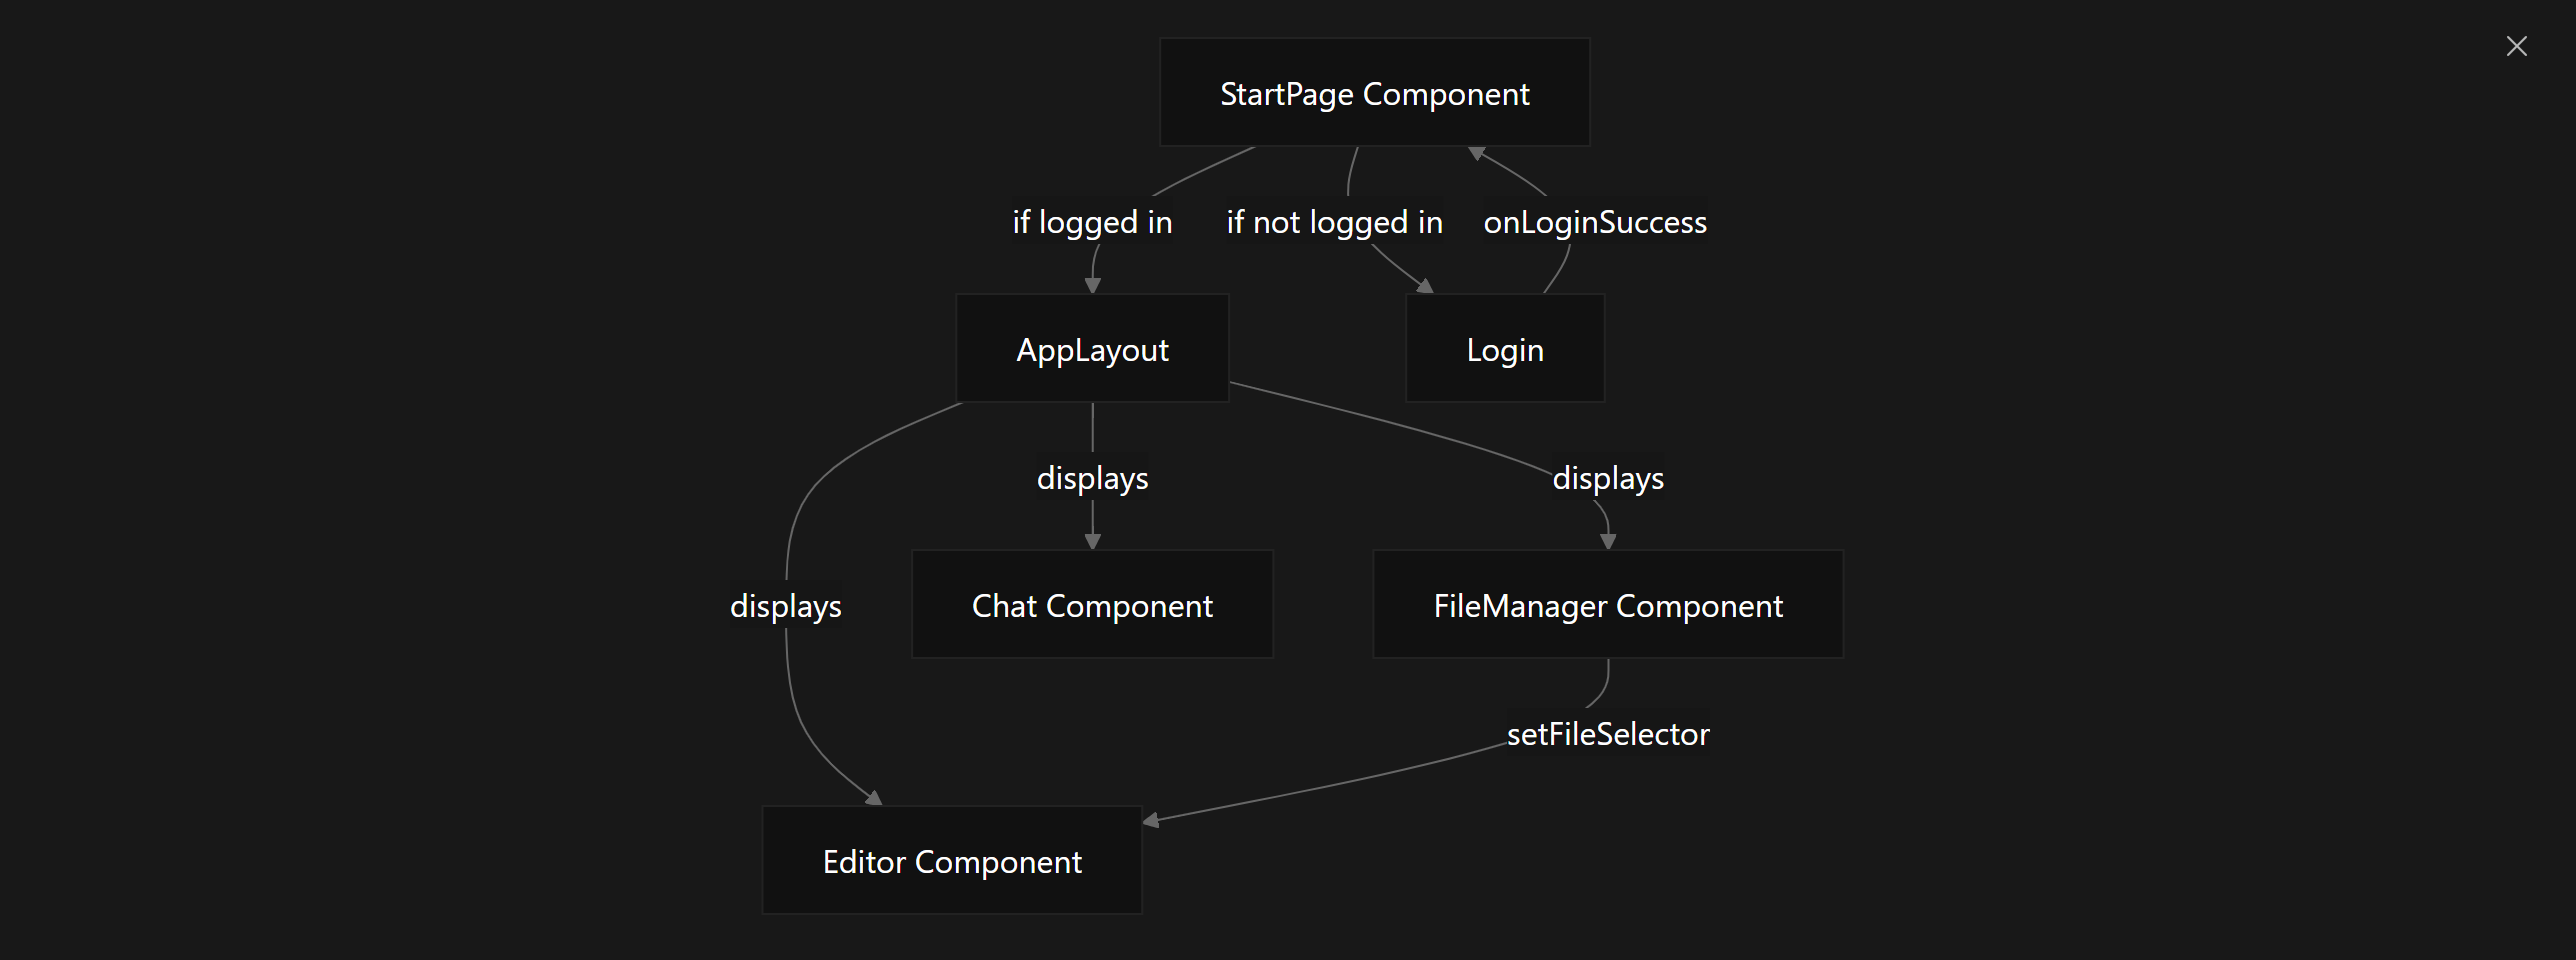 StartPage Component
if logged in
if not logged in
onLoginSuccess
AppLayout
Login
displays
displays
displays
Chat Component
FileManager Component
setFileSelector
Editor Component